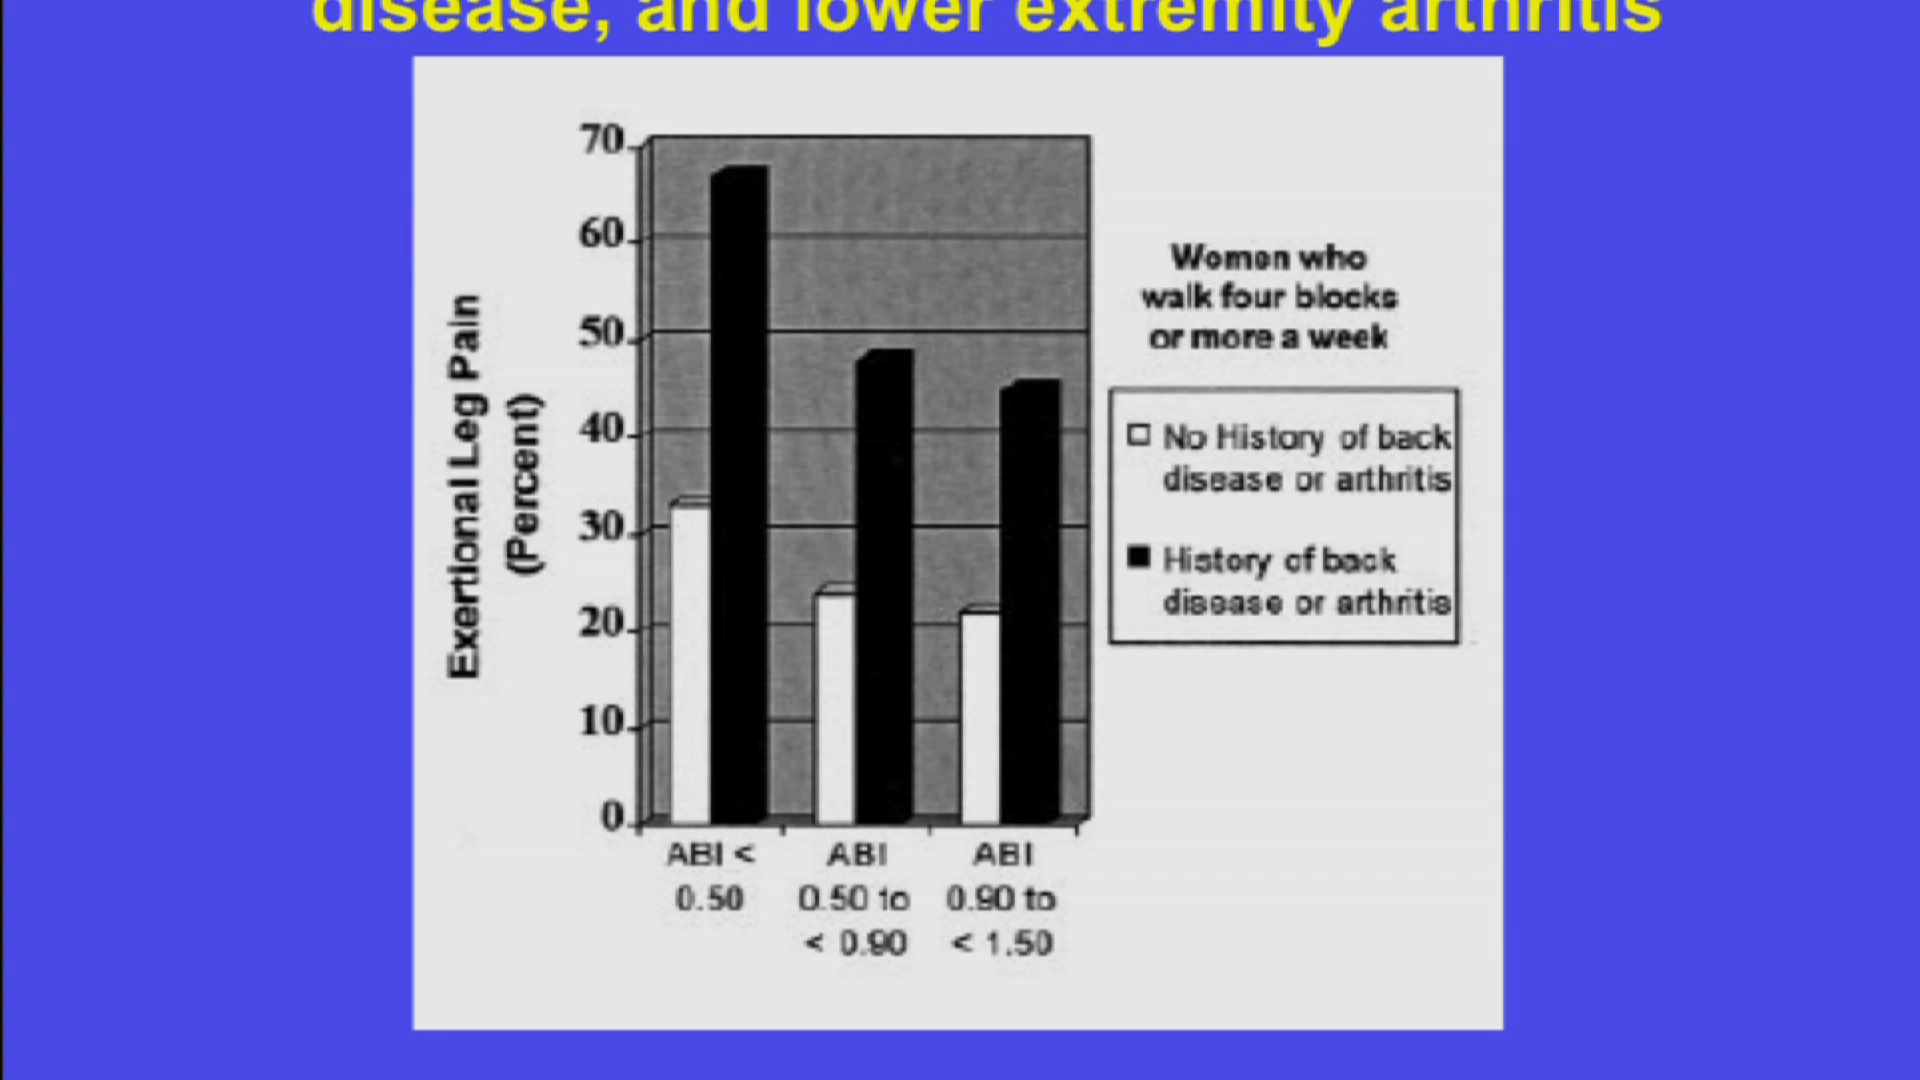 disease, and lower extremity arthritis
70
60
50
40
30
20
10
0
Exertional Leg Pain
(Percent)
ABI <
0.50
ABI
0.50 to
< 0.90
ABI
0.90 to
< 1.50
Women who
walk four blocks
or more a week
No History of back
disease or arthritis
History of back
disease or arthritis